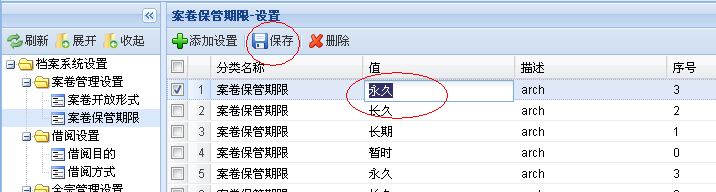 案卷保管期限-设置
刷新 展开 收起
添加设置 保存 删除
档案系统设置
案卷管理设置
案卷开放形式
案卷保管期限
借阅设置
借阅目的
借阅方式
全宗管理设置
分类名称 值 描述 序号
1 案卷保管期限 永久 arch 3
2 案卷保管期限 长久 arch 2
3 案卷保管期限 长期 arch 1
4 案卷保管期限 暂时 arch 0
5 案卷保管期限 永久 arch 3